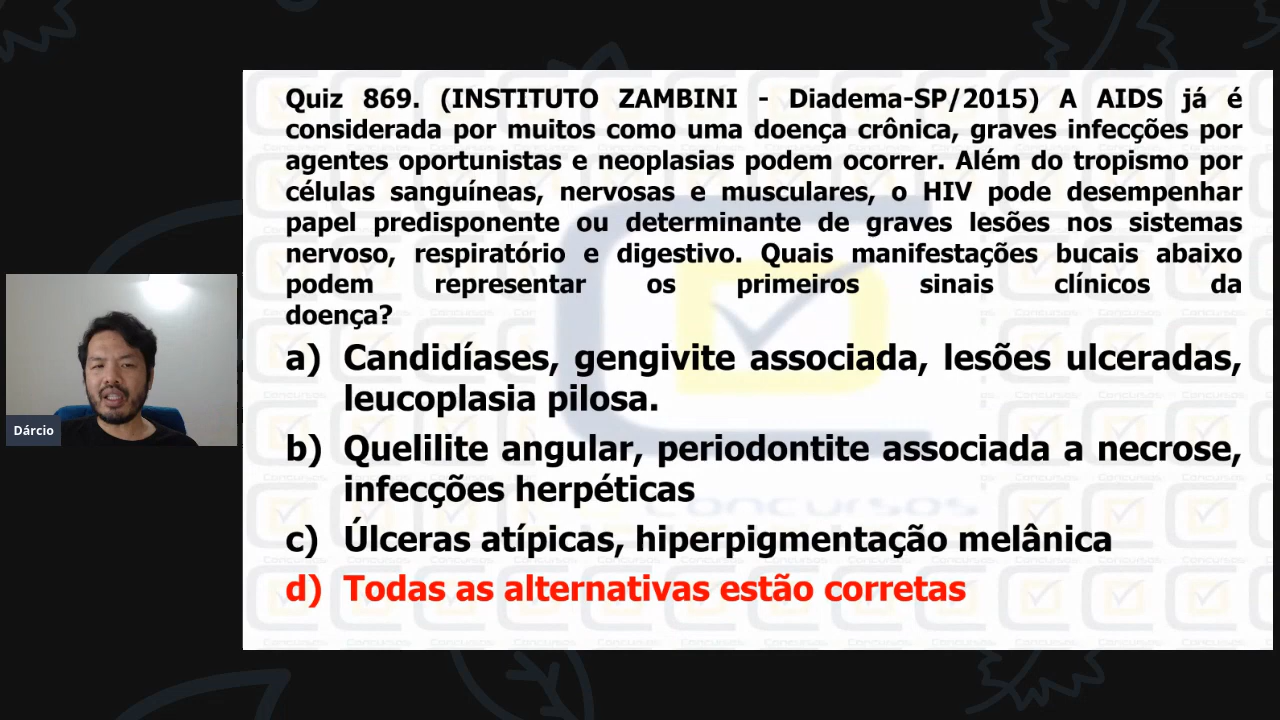 Quiz 869. (INSTITUTO ZAMBINI - Diadema-SP/2015) A AIDS já é
considerada por muitos como uma doença crônica, graves infecções por
agentes oportunistas e neoplasias podem ocorrer. Além do tropismo por
células sanguíneas, nervosas e musculares, o HIV pode desempenhar
papel predisponente ou determinante de graves lesões nos sistemas
nervoso, respiratório e digestivo. Quais manifestações bucais abaixo
podem representar os primeiros sinais clínicos da
doença?
a) Candidíases, gengivite associada, lesões ulceradas,
leucoplasia pilosa.
b) Quelilite angular, periodontite associada a necrose,
infecções herpéticas
c) Úlceras atípicas, hiperpigmentação melânica
d) Todas as alternativas estão corretas
Dárcio
concursos